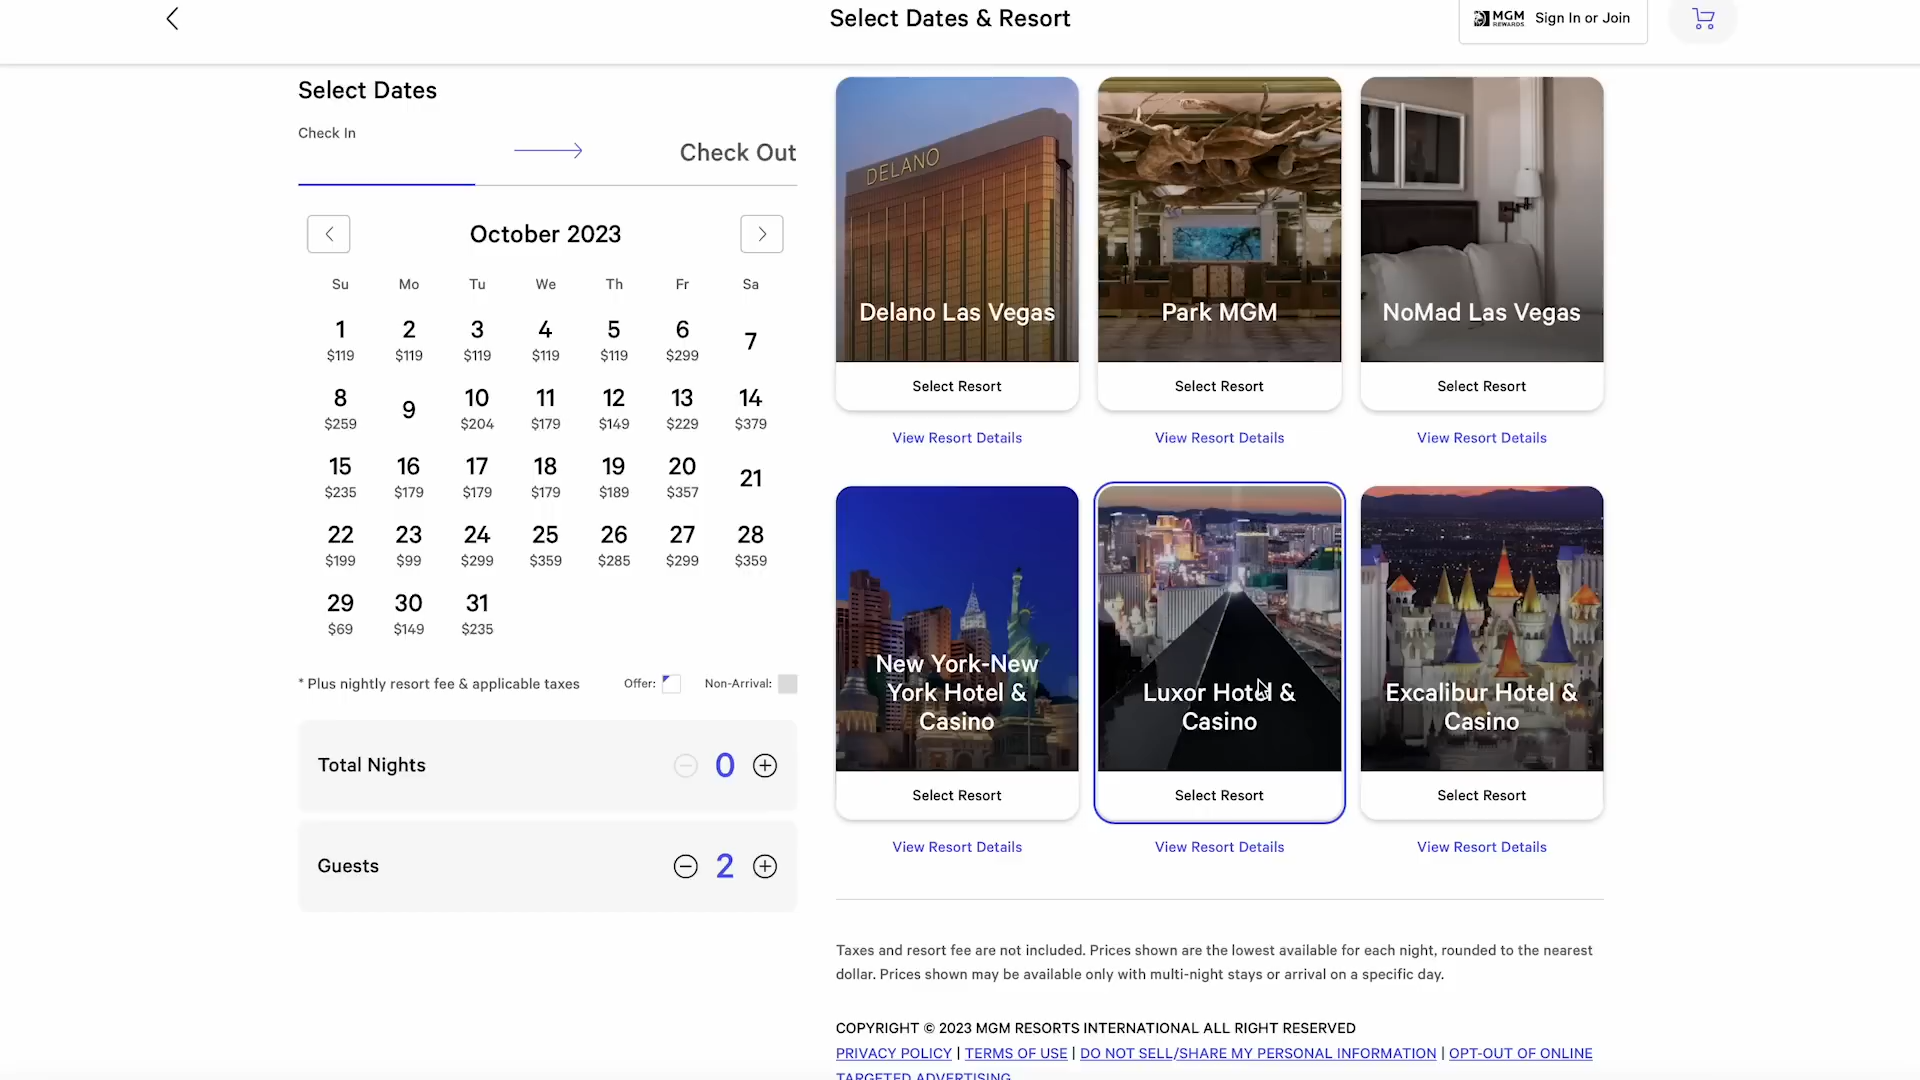 Select Dates & Resort
MGM REWARDS Sign In or Join
Select Dates
Check In
Check Out
October 2023
Su Mo Tu We Th Fr Sa
1 2 3 4 5 6 7
$119 $119 $119 $119 $119 $299
8 9 10 11 12 13 14
$259 $204 $179 $149 $229 $379
15 16 17 18 19 20 21
$235 $179 $179 $179 $189 $357
22 23 24 25 26 27 28
$199 $99 $299 $359 $285 $299 $359
29 30 31
$69 $149 $235
* Plus nightly resort fee & applicable taxes Offer: Non-Arrival:
Total Nights 0
Guests 2
DELANO
Delano Las Vegas Park MGM NoMad Las Vegas
Select Resort Select Resort Select Resort
View Resort Details View Resort Details View Resort Details
New York-New
York Hotel &
Casino
Luxor Hotel &
Casino
Excalibur Hotel &
Casino
Select Resort Select Resort Select Resort
View Resort Details View Resort Details View Resort Details
Taxes and resort fee are not included. Prices shown are the lowest available for each night, rounded to the nearest
dollar. Prices shown may be available only with multi-night stays or arrival on a specific day.
COPYRIGHT © 2023 MGM RESORTS INTERNATIONAL ALL RIGHT RESERVED
PRIVACY POLICY | TERMS OF USE | DO NOT SELL/SHARE MY PERSONAL INFORMATION | OPT-OUT OF ONLINE
TARGETED ADVERTISING